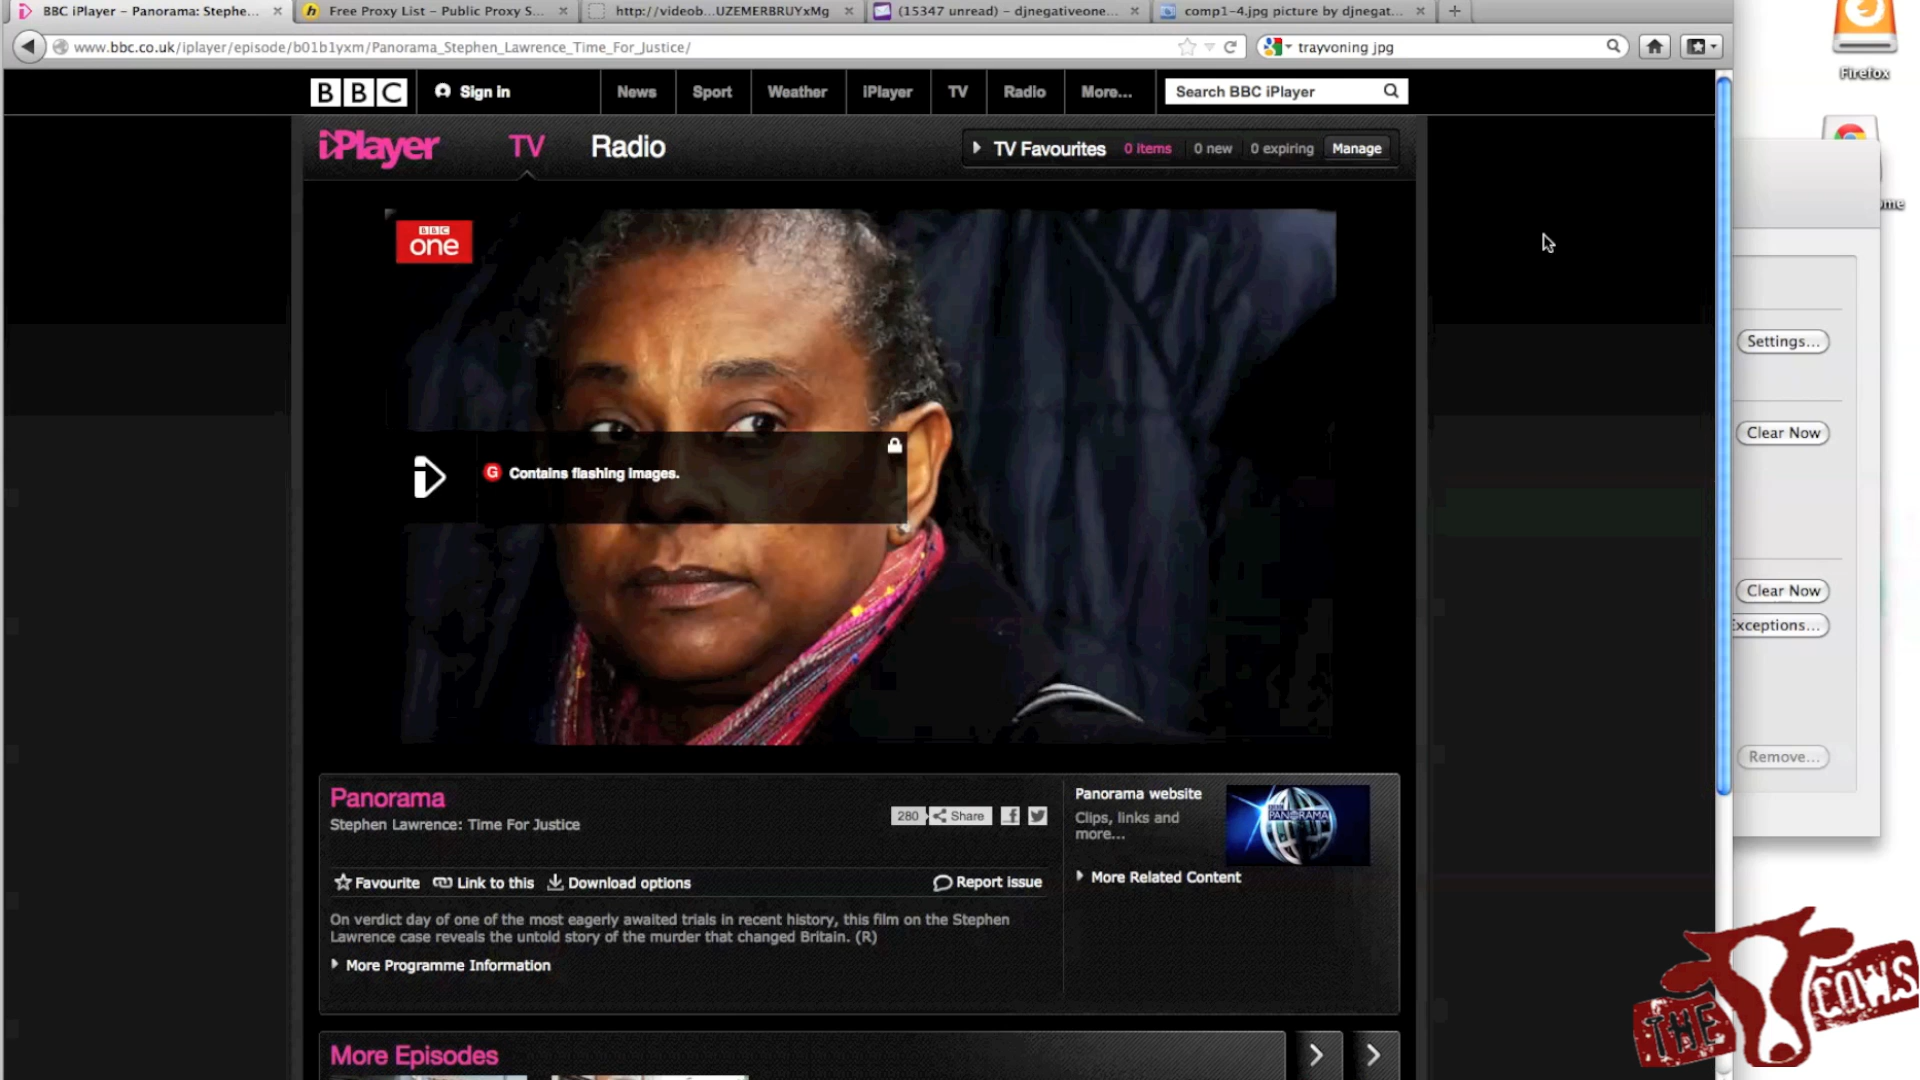 BBC iPlayer – Panorama: Stephe...
Free Proxy List – Public Proxy S...
http://videob...UZEMERBRUYxMg
(15347 unread) – djnegativeone...
comp1-4.jpg picture by djnegat...
www.bbc.co.uk/iplayer/episode/b01b1yxm/Panorama_Stephen_Lawrence_Time_For_Justice/
trayvoning jpg
Firefox
BBC
Sign in
News
Sport
Weather
iPlayer
TV
Radio
More...
Search BBC iPlayer
iPlayer
TV
Radio
TV Favourites
0 items
0 new
0 expiring
Manage
BBC
one
G Contains flashing images.
Settings...
Clear Now
Clear Now
Exceptions...
Remove...
Panorama
Stephen Lawrence: Time For Justice
280
Share
Panorama website
Clips, links and
more...
PANORAMA
More Related Content
Favourite
Link to this
Download options
Report issue
On verdict day of one of the most eagerly awaited trials in recent history, this film on the Stephen
Lawrence case reveals the untold story of the murder that changed Britain. (R)
More Programme Information
More Episodes
THE COWS